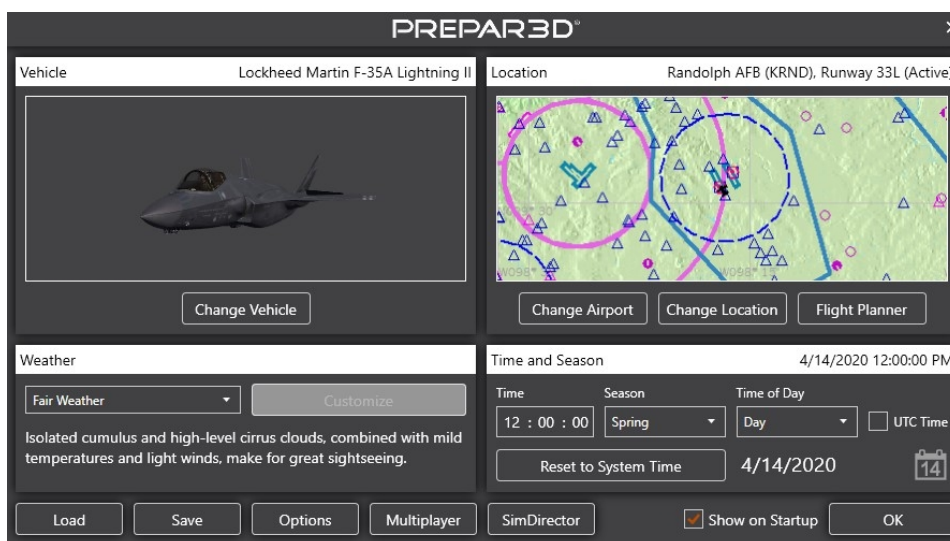 PREPAR3D®
Vehicle
Lockheed Martin F-35A Lightning II
Change Vehicle
Location
Randolph AFB (KRND), Runway 33L (Active)
W098°
W098° 15'
Change Airport
Change Location
Flight Planner
Weather
Fair Weather
Customize
Isolated cumulus and high-level cirrus clouds, combined with mild
temperatures and light winds, make for great sightseeing.
Time and Season
4/14/2020 12:00:00 PM
Time
Season
Time of Day
12 : 00 : 00
Spring
Day
UTC Time
Reset to System Time
4/14/2020
14
Load
Save
Options
Multiplayer
SimDirector
Show on Startup
OK